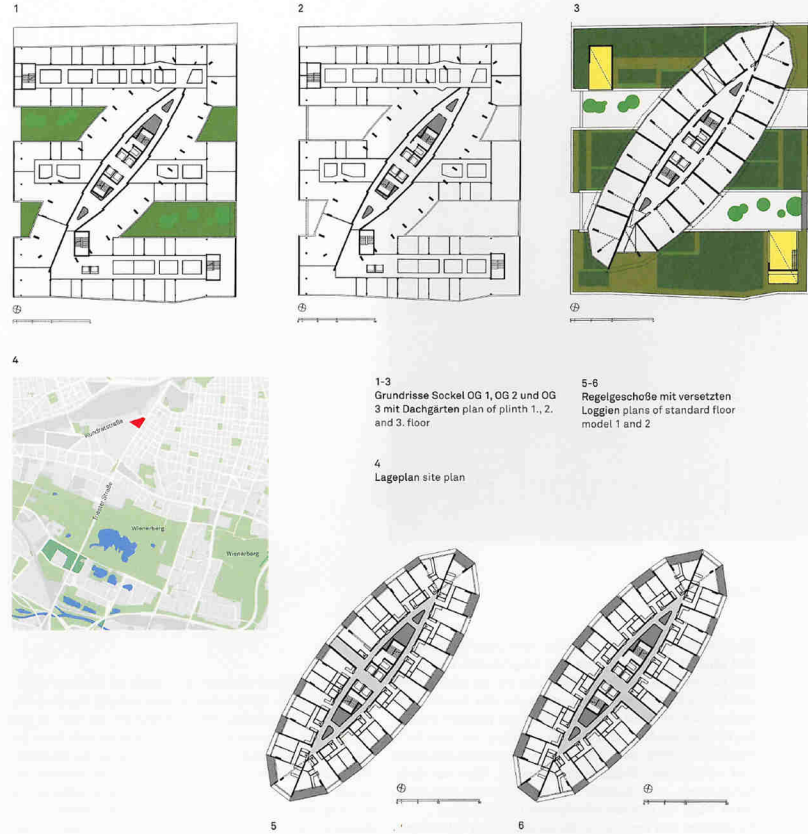 1
2
3
4
1-3
Grundrisse Sockel OG 1, OG 2 und OG
3 mit Dachgärten plan of plinth 1., 2.
and 3. floor
5-6
Regelgeschoße mit versetzten
Loggien plans of standard floor
model 1 and 2
4
Lageplan site plan
Triester Straße
Wienerberg
Wienerberg
5
6